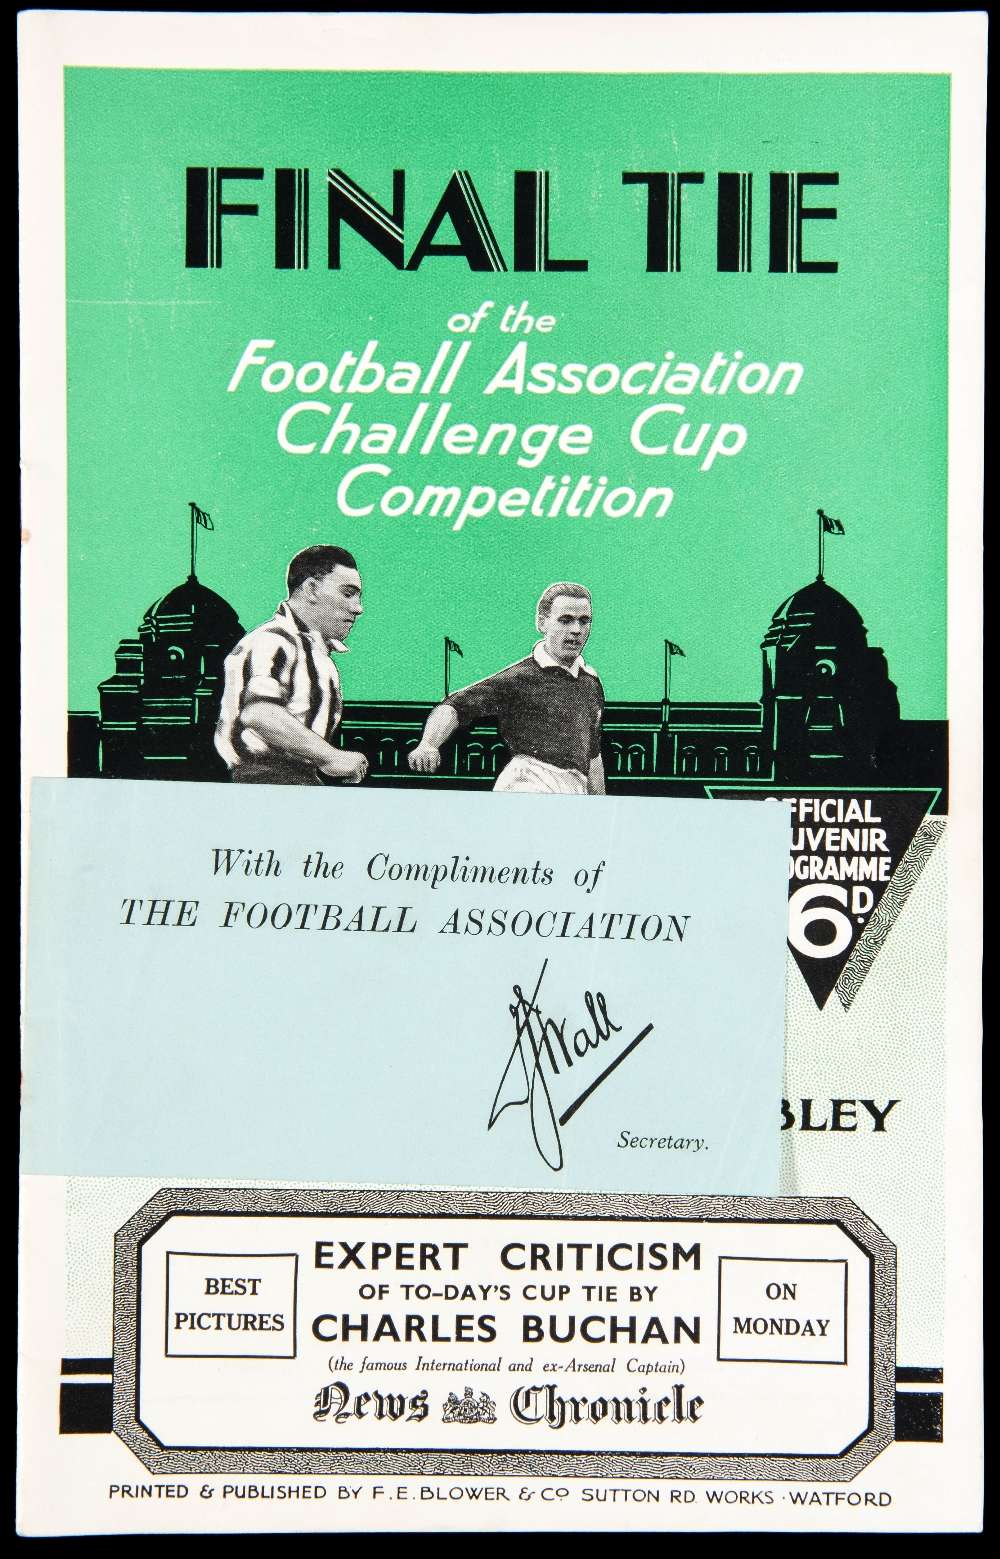 FINAL TIE
of the
Football Association
Challenge Cup
Competition
FFICIAL
UVENIR
OGRAMME
6D.
With the Compliments of
THE FOOTBALL ASSOCIATION
FJWall
Secretary.
BLEY
BEST
PICTURES
EXPERT CRITICISM
OF TO-DAY'S CUP TIE BY
CHARLES BUCHAN
(the famous International and ex-Arsenal Captain)
News Chronicle
ON
MONDAY
PRINTED & PUBLISHED BY F.E. BLOWER & CO SUTTON RD. WORKS · WATFORD